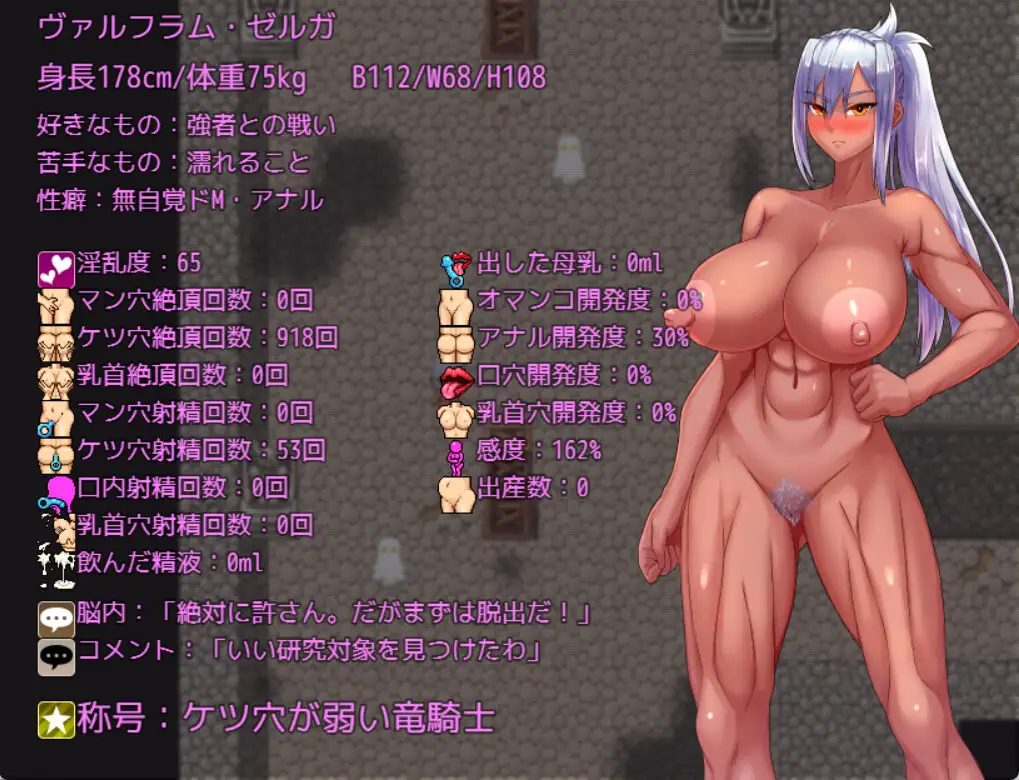 ヴァルフラム・ゼルガ
身長178cm/体重75kg B112/W68/H108
好きなもの：強者との戦い
苦手なもの：濡れること
性癖：無自覚ドM・アナル
淫乱度：65
マン穴絶頂回数：0回
ケツ穴絶頂回数：918回
乳首絶頂回数：0回
マン穴射精回数：0回
ケツ穴射精回数：53回
口内射精回数：0回
乳首穴射精回数：0回
飲んだ精液：0ml
出した母乳：0ml
オマンコ開発度：0%
アナル開発度：30%
口穴開発度：0%
乳首穴開発度：0%
感度：162%
出産数：0
脳内：「絶対に許さん。だがまずは脱出だ！」
コメント：「いい研究対象を見つけたわ」
称号：ケツ穴が弱い竜騎士